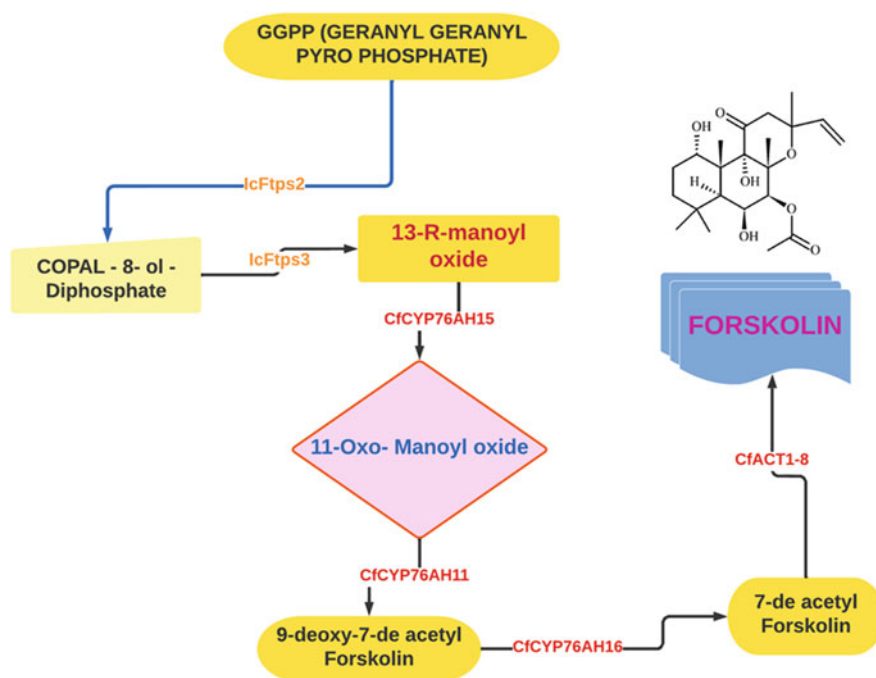 GGPP (GERANYL GERANYL
PYRO PHOSPHATE)
IcFtps2
COPAL - 8- ol -
Diphosphate
IcFtps3
13-R-manoyl
oxide
CfCYP76AH15
11-Oxo- Manoyl oxide
CfCYP76AH11
9-deoxy-7-de acetyl
Forskolin
CfCYP76AH16
7-de acetyl
Forskolin
CfACT1-8
FORSKOLIN
O
OH
O
OH
H
O
OH
O